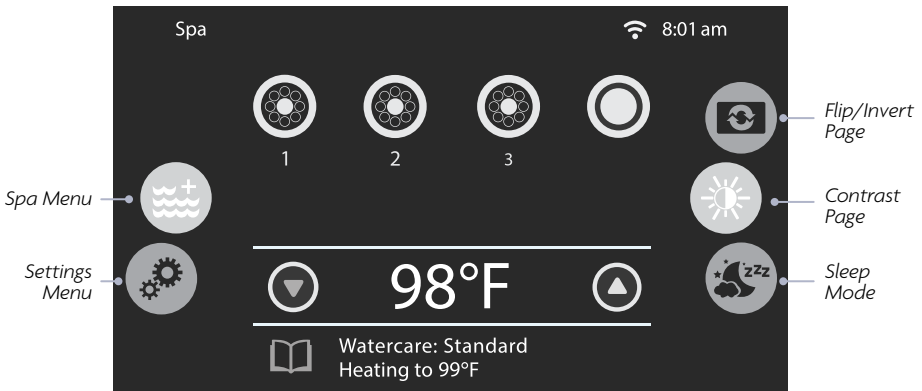 Spa
8:01 am
1
2
3
Flip/Invert
Page
Spa Menu
Contrast
Page
Settings
Menu
98°F
zzz
Sleep
Mode
Watercare: Standard
Heating to 99°F